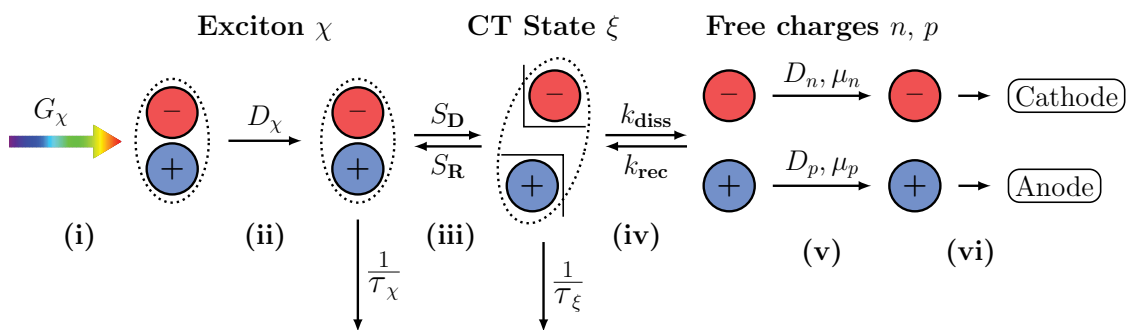 Exciton χ
CT State ξ
Free charges n, p
G_χ
D_χ
S_D
S_R
k_diss
k_rec
D_n, μ_n
D_p, μ_p
−
−
−
−
−
+
+
+
+
+
Cathode
Anode
(i)
(ii)
(iii)
(iv)
(v)
(vi)
1/τ_χ
1/τ_ξ